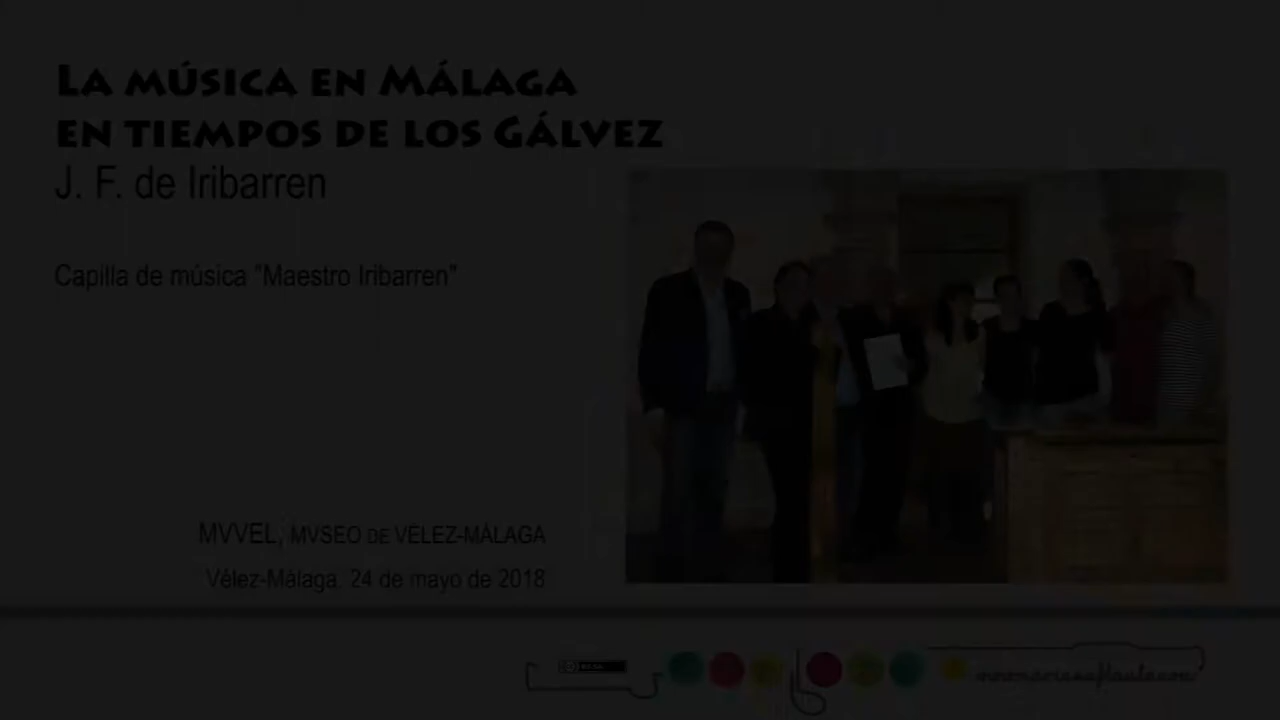 La música en Málaga
en tiempos de los Gálvez
J. F. de Iribarren
Capilla de música "Maestro Iribarren"
MVVEL, MVSEO DE VÉLEZ-MÁLAGA
Vélez-Málaga. 24 de mayo de 2018